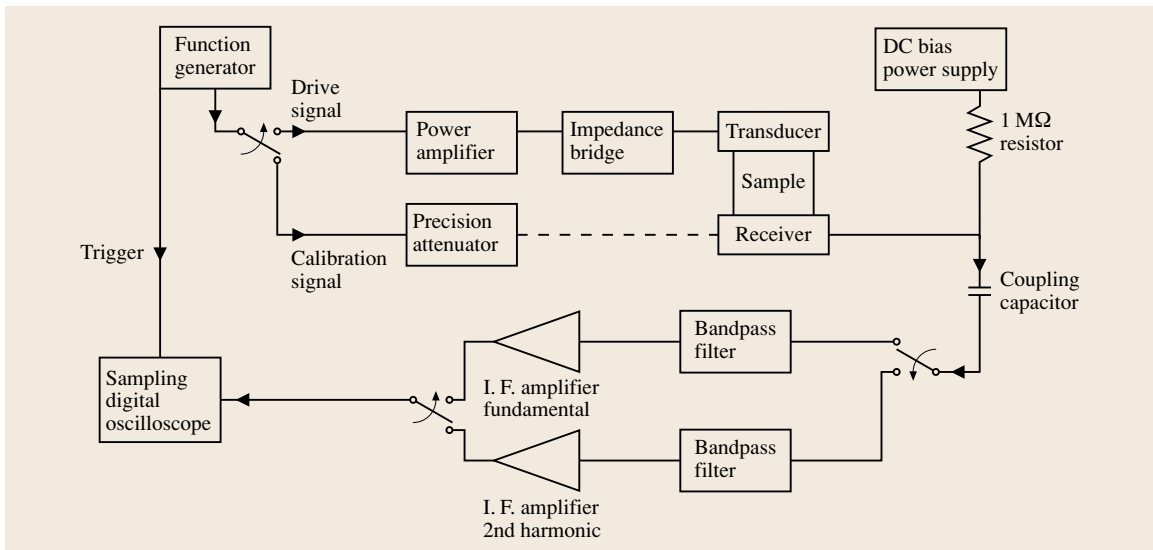 Function
generator
DC bias
power supply
Drive
signal
Power
amplifier
Impedance
bridge
Transducer
1 MΩ
resistor
Sample
Precision
attenuator
Receiver
Trigger
Calibration
signal
Coupling
capacitor
Bandpass
filter
I. F. amplifier
fundamental
Sampling
digital
oscilloscope
Bandpass
filter
I. F. amplifier
2nd harmonic